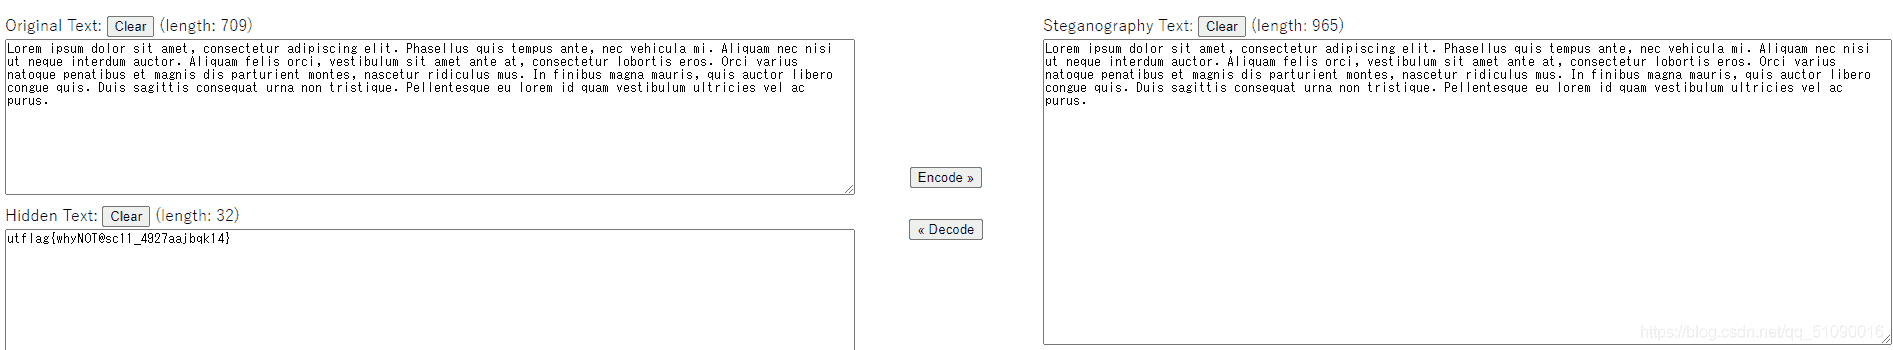 Original Text: Clear (length: 709)
Lorem ipsum dolor sit amet, consectetur adipiscing elit. Phasellus quis tempus ante, nec vehicula mi. Aliquam nec nisi
ut neque interdum auctor. Aliquam felis orci, vestibulum sit amet ante at, consectetur lobortis eros. Orci varius
natoque penatibus et magnis dis parturient montes, nascetur ridiculus mus. In finibus magna mauris, quis auctor libero
congue quis. Duis sagittis consequat urna non tristique. Pellentesque eu lorem id quam vestibulum ultricies vel ac
purus.
Hidden Text: Clear (length: 32)
utflag{whyNOT@sc11_4927aajbqk14}
Encode »
« Decode
Steganography Text: Clear (length: 965)
Lorem ipsum dolor sit amet, consectetur adipiscing elit. Phasellus quis tempus ante, nec vehicula mi. Aliquam nec nisi
ut neque interdum auctor. Aliquam felis orci, vestibulum sit amet ante at, consectetur lobortis eros. Orci varius
natoque penatibus et magnis dis parturient montes, nascetur ridiculus mus. In finibus magna mauris, quis auctor libero
congue quis. Duis sagittis consequat urna non tristique. Pellentesque eu lorem id quam vestibulum ultricies vel ac
purus.
https://blog.csdn.net/qq_51090016